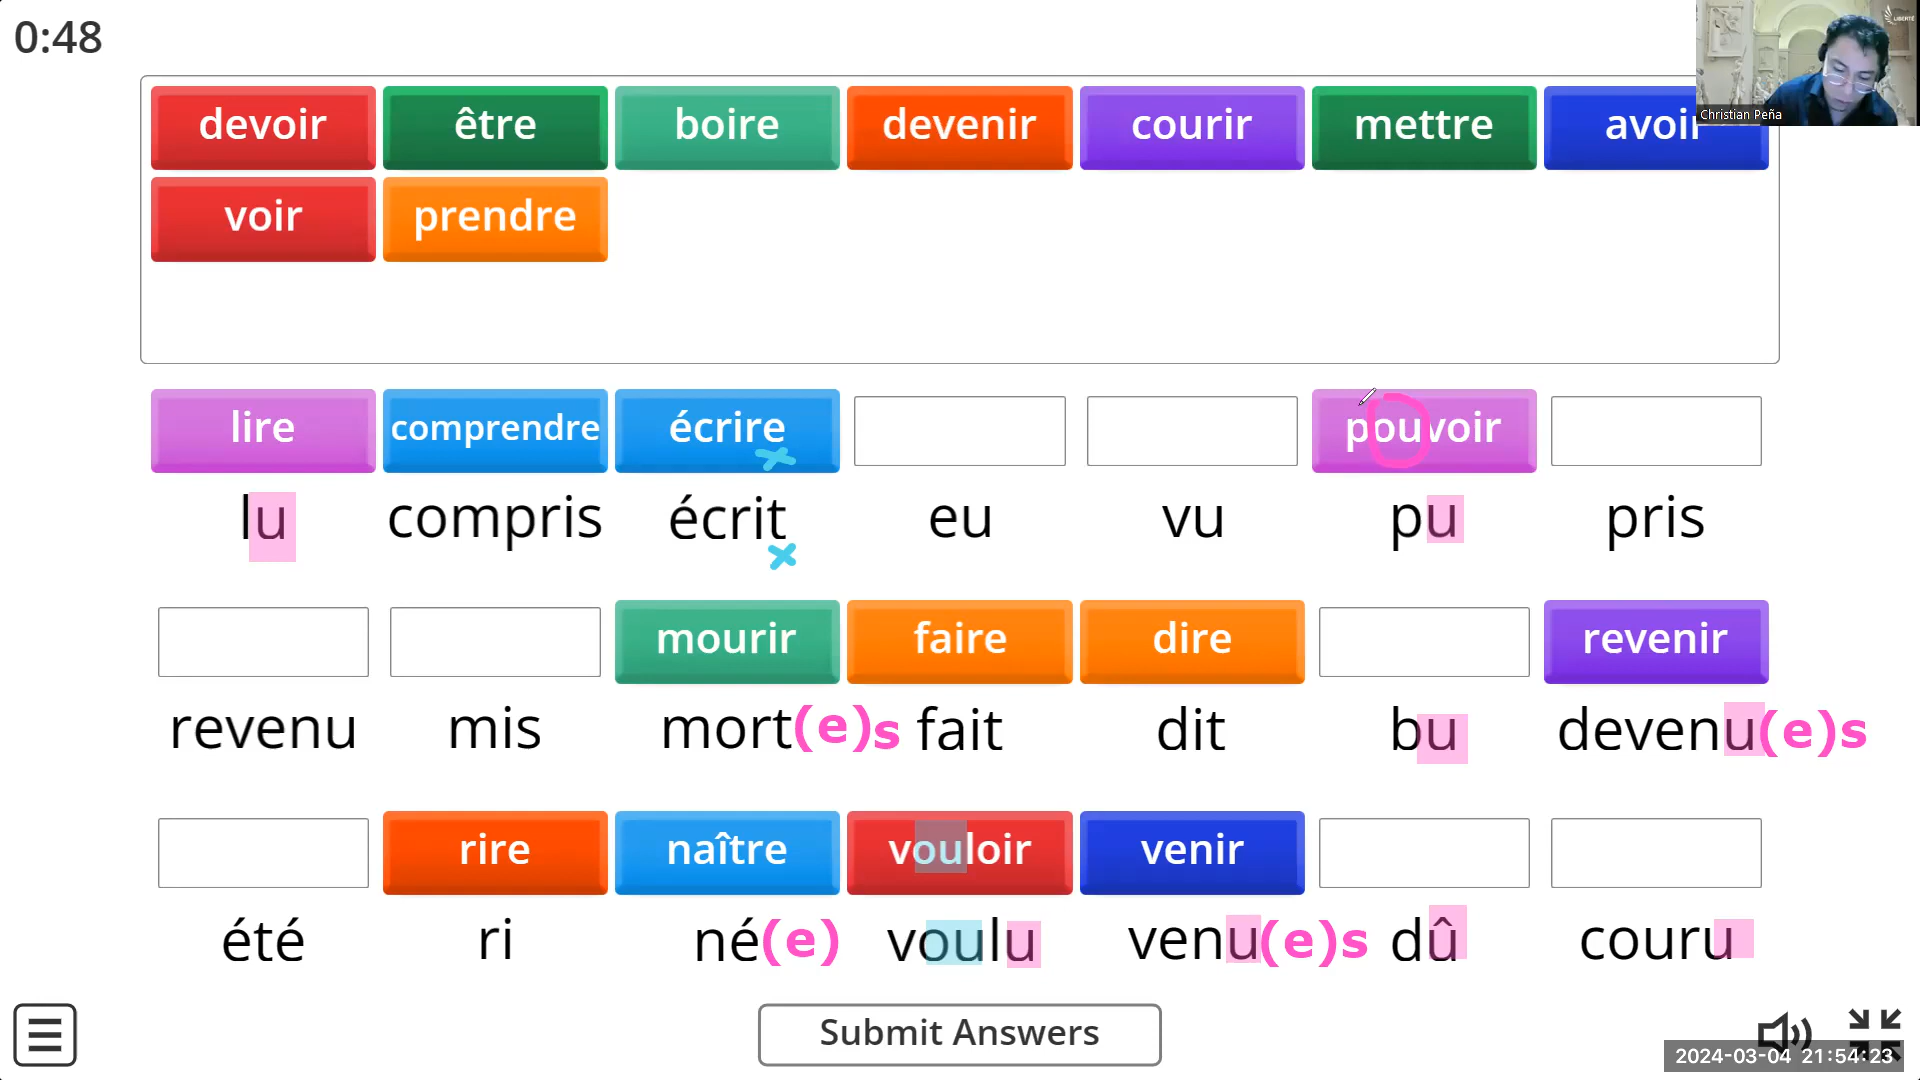 0:48
LIBERTÉ
Christian Peña
devoir être boire devenir courir mettre avoir
voir prendre
lire comprendre écrire pouvoir
lu compris écrit eu vu pu pris
mourir faire dire revenir
revenu mis mort(e)s fait dit bu devenu(e)s
rire naître vouloir venir
été ri né(e) voulu venu(e)s dû couru
Submit Answers
2024-03-04 21:54:23